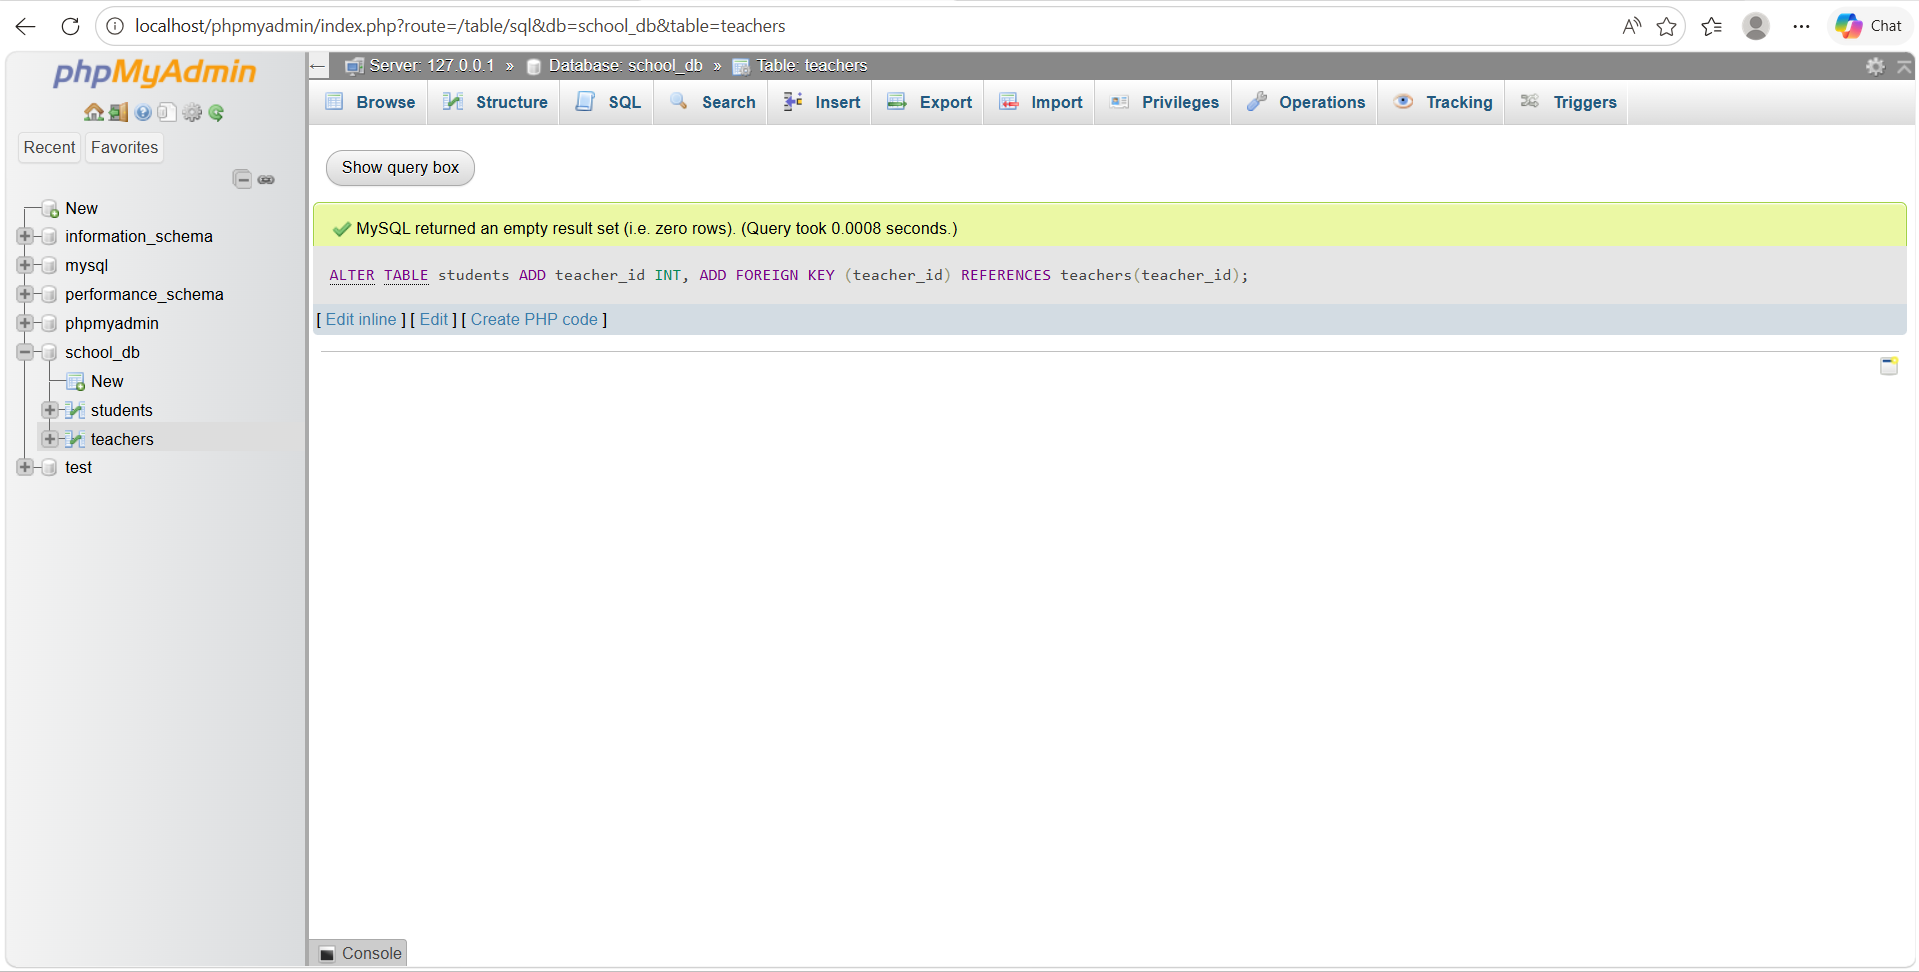 localhost/phpmyadmin/index.php?route=/table/sql&db=school_db&table=teachers
Chat
phpMyAdmin
Server: 127.0.0.1 » Database: school_db » Table: teachers
Browse Structure SQL Search Insert Export Import Privileges Operations Tracking Triggers
Recent Favorites
New
information_schema
mysql
performance_schema
phpmyadmin
school_db
New
students
teachers
test
Show query box
MySQL returned an empty result set (i.e. zero rows). (Query took 0.0008 seconds.)
ALTER TABLE students ADD teacher_id INT, ADD FOREIGN KEY (teacher_id) REFERENCES teachers(teacher_id);
[ Edit inline ] [ Edit ] [ Create PHP code ]
Console